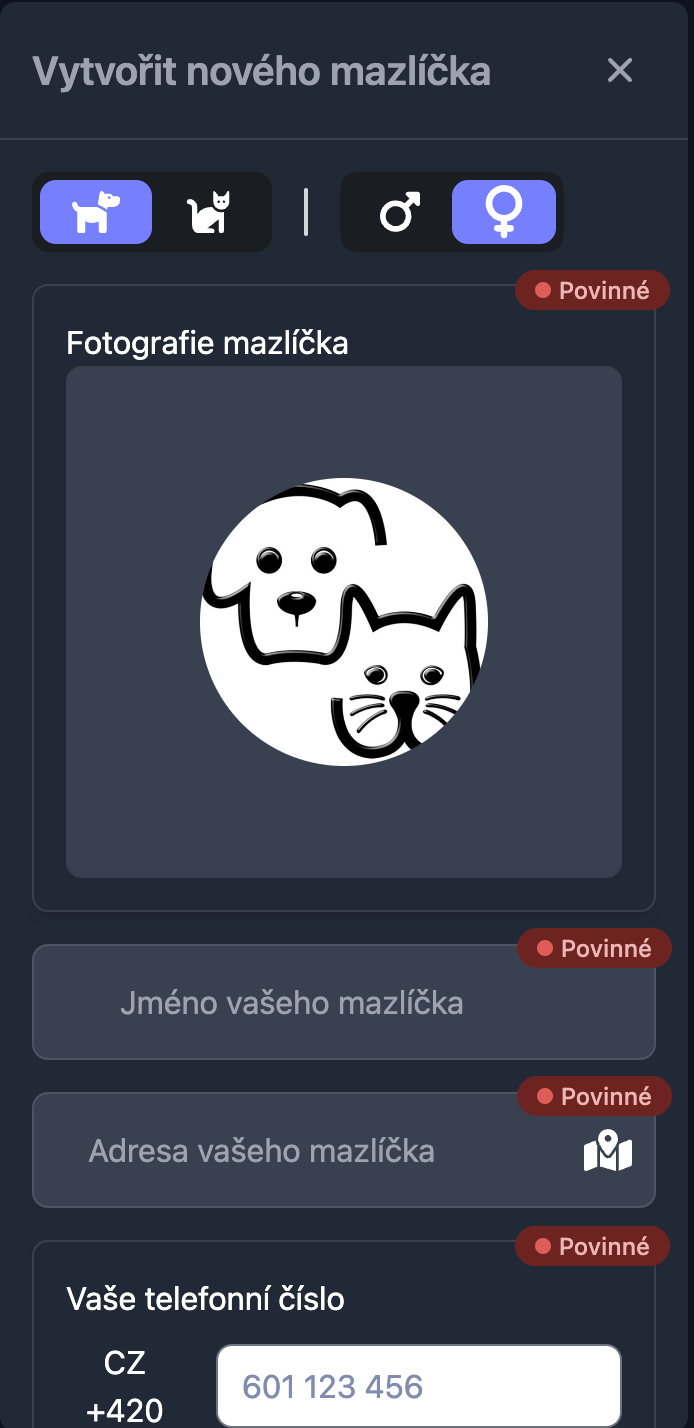 Vytvořit nového mazlíčka
Povinné
Fotografie mazlíčka
Povinné
Jméno vašeho mazlíčka
Povinné
Adresa vašeho mazlíčka
Povinné
Vaše telefonní číslo
CZ
+420
601 123 456